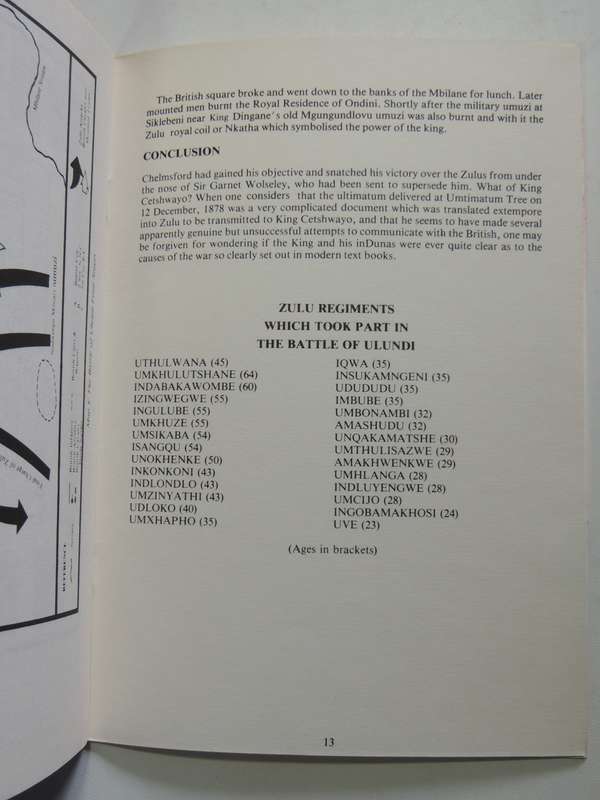 The British square broke and went down to the banks of the Mbilane for lunch. Later
mounted men burnt the Royal Residence of Ondini. Shortly after the military umuzi at
Siklebeni near King Dingane's old Mgungundlovu umuzi was also burnt and with it the
Zulu royal coil or Nkatha which symbolised the power of the king.
CONCLUSION
Chelmsford had gained his objective and snatched his victory over the Zulus from under
the nose of Sir Garnet Wolseley, who had been sent to supersede him. What of King
Cetshwayo? When one considers that the ultimatum delivered at Umtimatum Tree on
12 December, 1878 was a very complicated document which was translated extempore
into Zulu to be transmitted to King Cetshwayo, and that he seems to have made several
apparently genuine but unsuccessful attempts to communicate with the British, one may
be forgiven for wondering if the King and his inDunas were ever quite clear as to the
causes of the war so clearly set out in modern text books.
ZULU REGIMENTS
WHICH TOOK PART IN
THE BATTLE OF ULUNDI
UTHULWANA (45)
UMKHULUTSHANE (64)
INDABAKAWOMBE (60)
IZINGWEGWE (55)
INGULUBE (55)
UMKHUZE (55)
UMSIKABA (54)
ISANGQU (54)
UNOKHENKE (50)
INKONKONI (43)
INDLONDLO (43)
UMZINYATHI (43)
UDLOKO (40)
UMXHAPHO (35)
IQWA (35)
INSUKAMNGENI (35)
UDUDUDU (35)
IMBUBE (35)
UMBONAMBI (32)
AMASHUDU (32)
UNQAKAMATSHE (30)
UMTHULISAZWE (29)
AMAKHWENKWE (29)
UMHLANGA (28)
INDLUYENGWE (28)
UMCIJO (28)
INGOBAMAKHOSI (24)
UVE (23)
(Ages in brackets)
13
REFERENCE